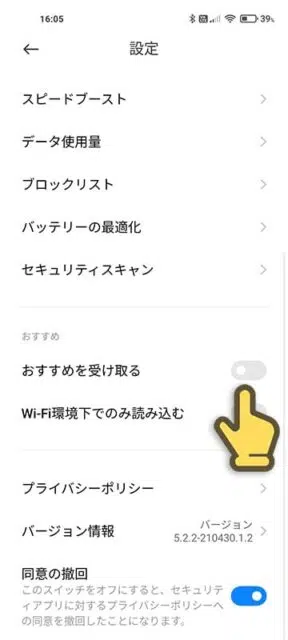 16:05
39%
設定
スピードブースト
データ使用量
ブロックリスト
バッテリーの最適化
セキュリティスキャン
おすすめ
おすすめを受け取る
Wi-Fi環境下でのみ読み込む
プライバシーポリシー
バージョン情報
バージョン
5.2.2-210430.1.2
同意の撤回
このスイッチをオフにすると、セキュリテ
ィアプリに対するプライバシーポリシーへ
の同意を撤回したことになります。